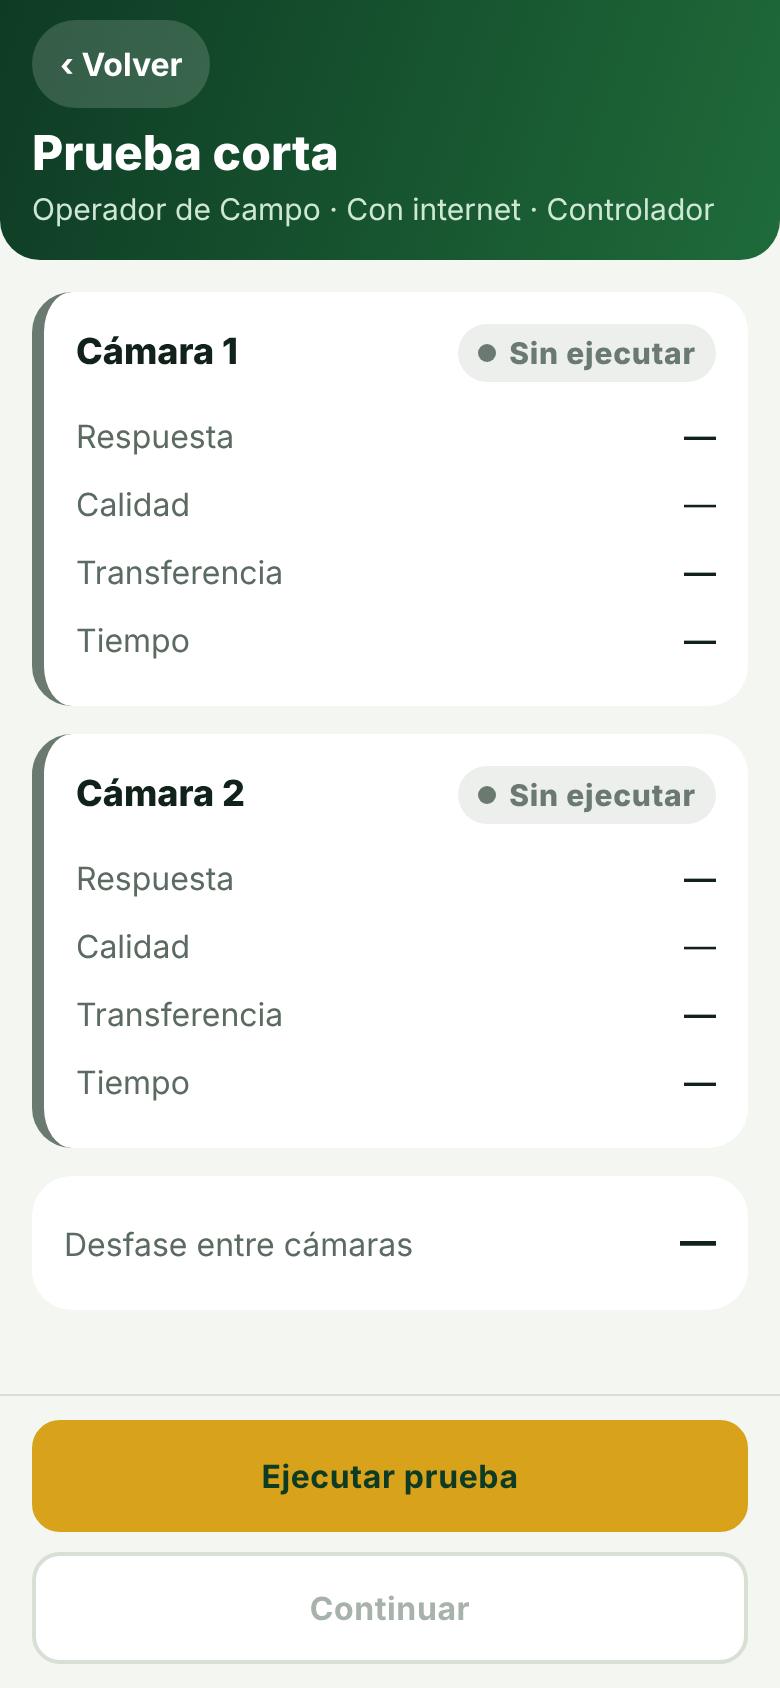 ‹ Volver
Prueba corta
Operador de Campo · Con internet · Controlador
Cámara 1
Sin ejecutar
Respuesta —
Calidad —
Transferencia —
Tiempo —
Cámara 2
Sin ejecutar
Respuesta —
Calidad —
Transferencia —
Tiempo —
Desfase entre cámaras —
Ejecutar prueba
Continuar